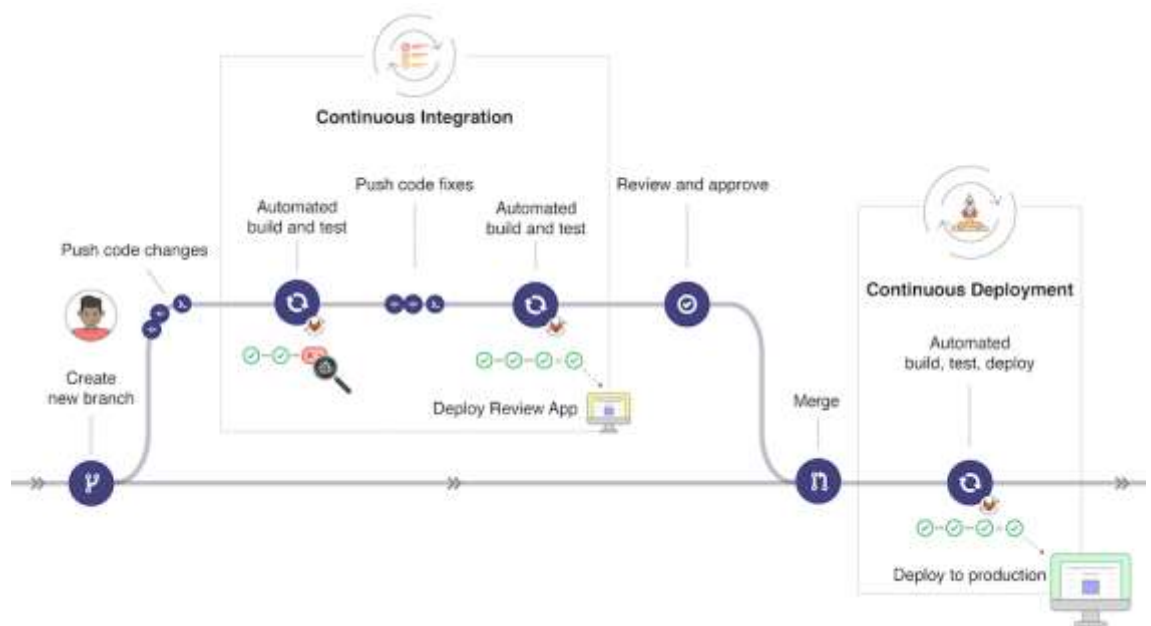 Continuous Integration
Push code fixes
Review and approve
Automated
build and test
Automated
build and test
Push code changes
Continuous Deployment
Create
new branch
Automated
build, test, deploy
Deploy Review App
Merge
Deploy to production